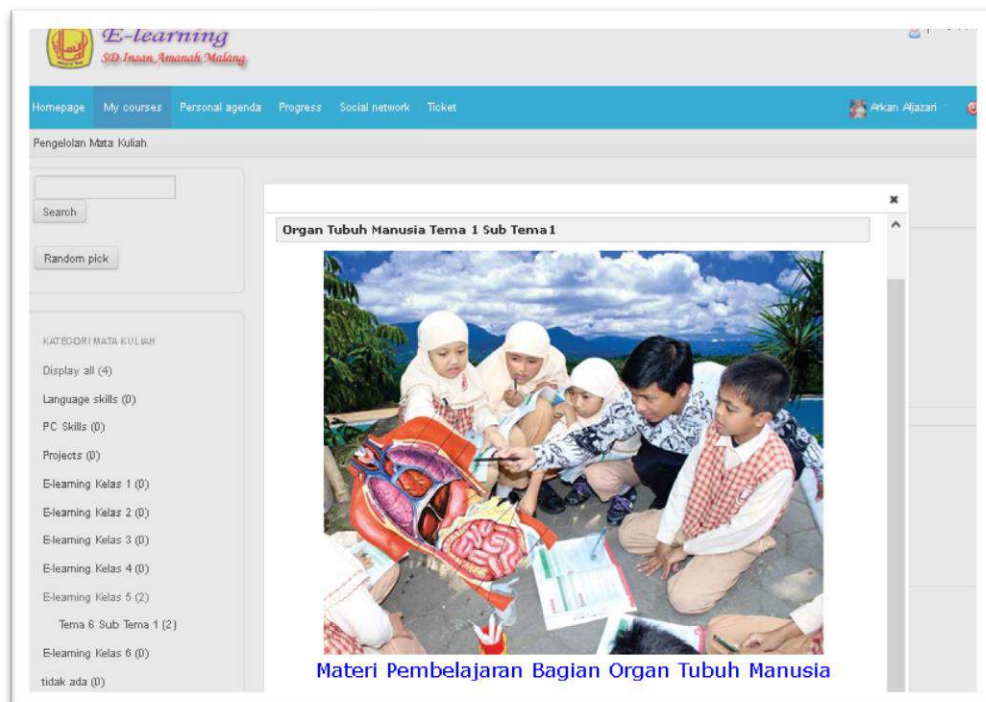 E-learning
SD Insan Amanah Malang
Homepage My courses Personal agenda Progress Social network Ticket Arkan Aljazari
Pengelolan Mata Kuliah
Search
Random pick
KATEGORI MATA KULIAH
Display all (4)
Language skills (0)
PC Skills (0)
Projects (0)
E-learning Kelas 1 (0)
E-learning Kelas 2 (0)
E-learning Kelas 3 (0)
E-learning Kelas 4 (0)
E-learning Kelas 5 (2)
Tema 6 Sub Tema 1 (2)
E-learning Kelas 6 (0)
tidak ada (0)
Organ Tubuh Manusia Tema 1 Sub Tema1
Materi Pembelajaran Bagian Organ Tubuh Manusia